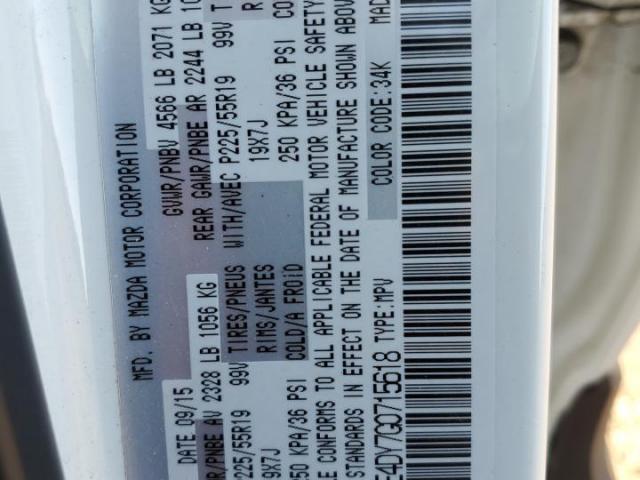 MFD. BY MAZDA MOTOR CORPORATION
DATE 09/15 GVWR/PNBV 4566 LB 2071 KG
PNBE AV 2328 LB 1056 KG REAR GAWR/PNBE AR 2244 LB
225/55R19 99V TIRES/PNEUS WITH/AVEC P225/55R19 99V
19X7J RIMS/JANTES 19X7J
250 KPA/36 PSI COLD/A FROID 250 KPA/36 PSI
CONFORMS TO ALL APPLICABLE FEDERAL MOTOR VEHICLE SAFETY
STANDARDS IN EFFECT ON THE DATE OF MANUFACTURE SHOWN ABOVE
COLOR CODE:34K
E4DY7G0715618 TYPE:MPV